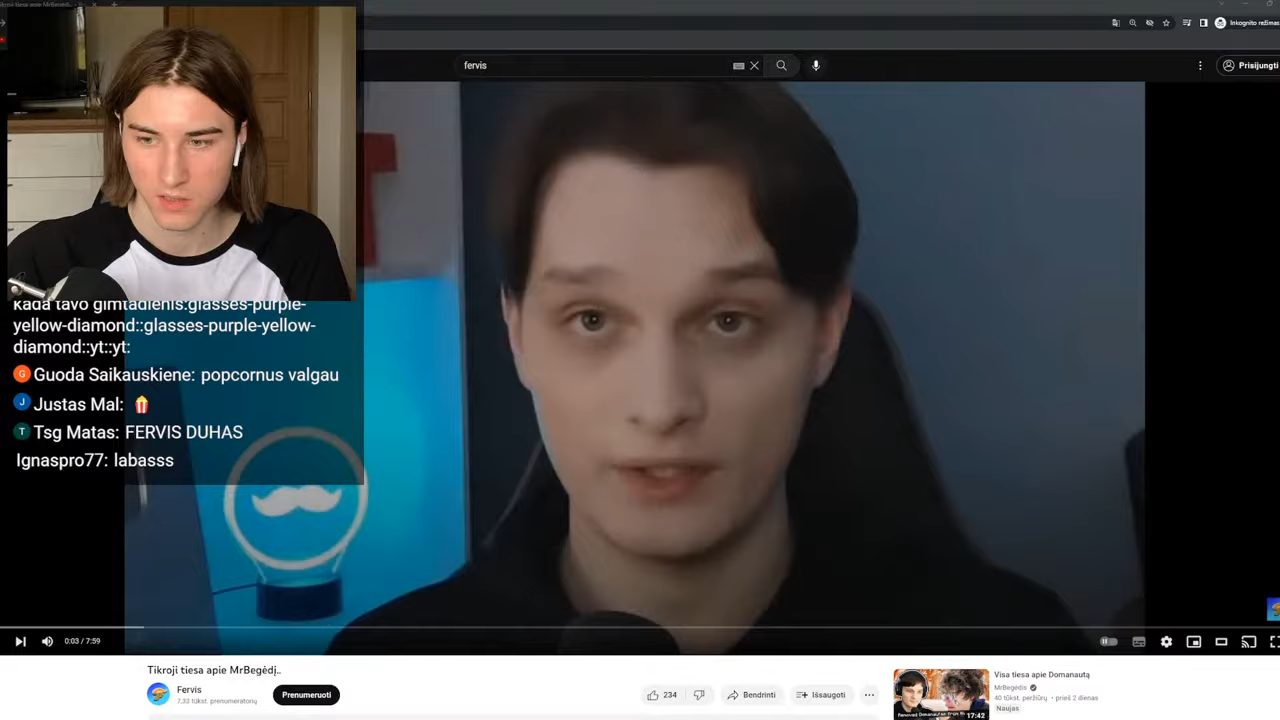 Inkognito režimas
fervis
Prisijungti
kada tavo gimtadienis:glasses-purple-
yellow-diamond::glasses-purple-yellow-
diamond::yt::yt:
G Guoda Saikauskiene: popcornus valgau
J Justas Mal: 🍿
T Tsg Matas: FERVIS DUHAS
Ignaspro77: labasss
0:03 / 7:59
Tikroji tiesa apie MrBegėdį..
Fervis
7,33 tūkst. prenumeratorių
Prenumeruoti
234
Bendrinti
Išsaugoti
17:42
Visa tiesa apie Domanautą
MrBegėdis
40 tūkst. peržiūrų • prieš 2 dienas
Naujas